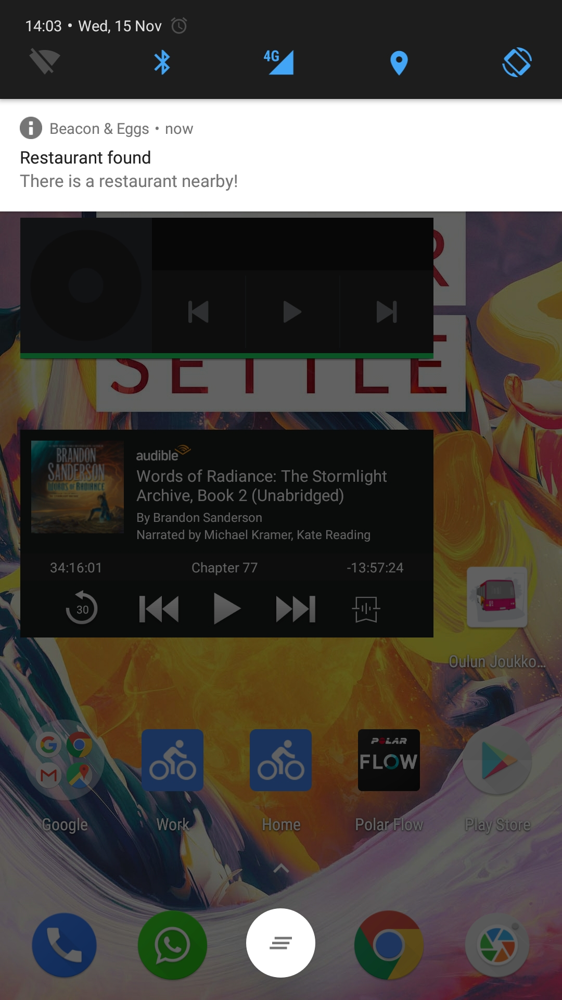 14:03 • Wed, 15 Nov
4G
Beacon & Eggs • now
Restaurant found
There is a restaurant nearby!
R
SETTLE
BRANDON
SANDERSON
WORDS OF RADIANCE
audible
Words of Radiance: The Stormlight
Archive, Book 2 (Unabridged)
By Brandon Sanderson
Narrated by Michael Kramer, Kate Reading
34:16:01 Chapter 77 -13:57:24
30
Oulun Joukko...
POLAR
FLOW
Google Work Home Polar Flow Play Store